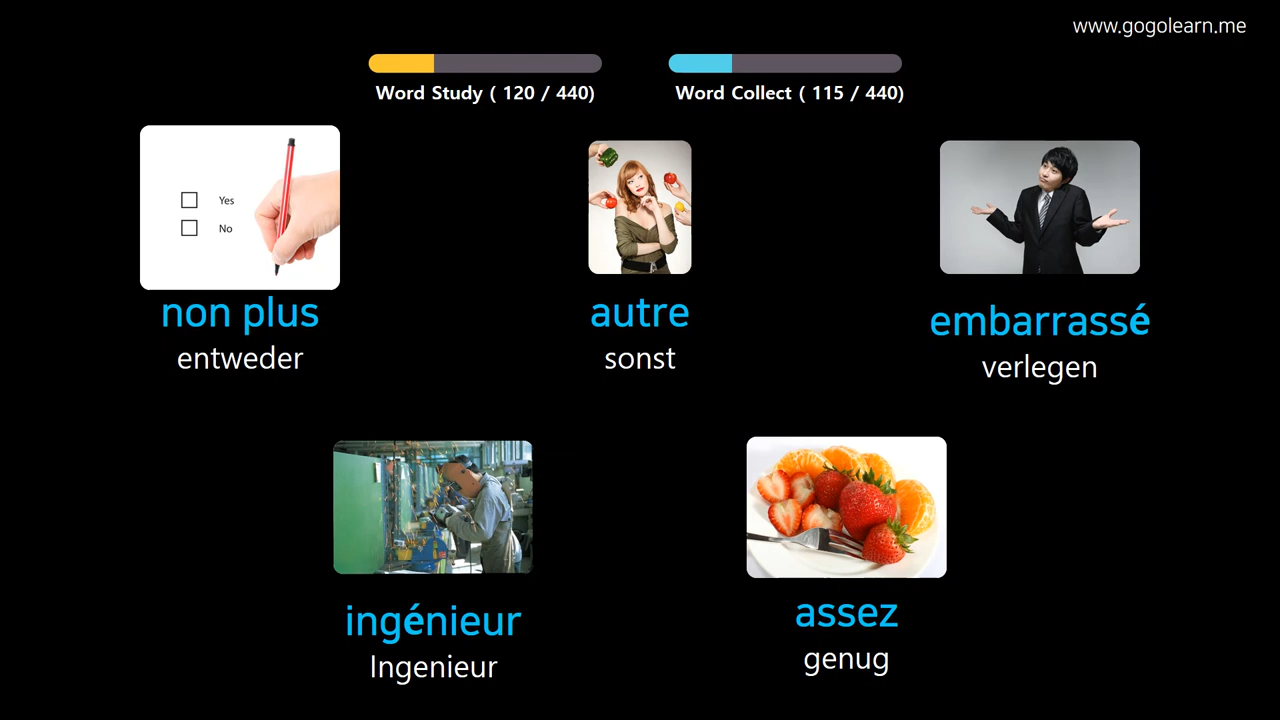 www.gogolearn.me
Word Study ( 120 / 440)
Word Collect ( 115 / 440)
Yes
No
non plus
entweder
autre
sonst
embarrassé
verlegen
ingénieur
Ingenieur
assez
genug